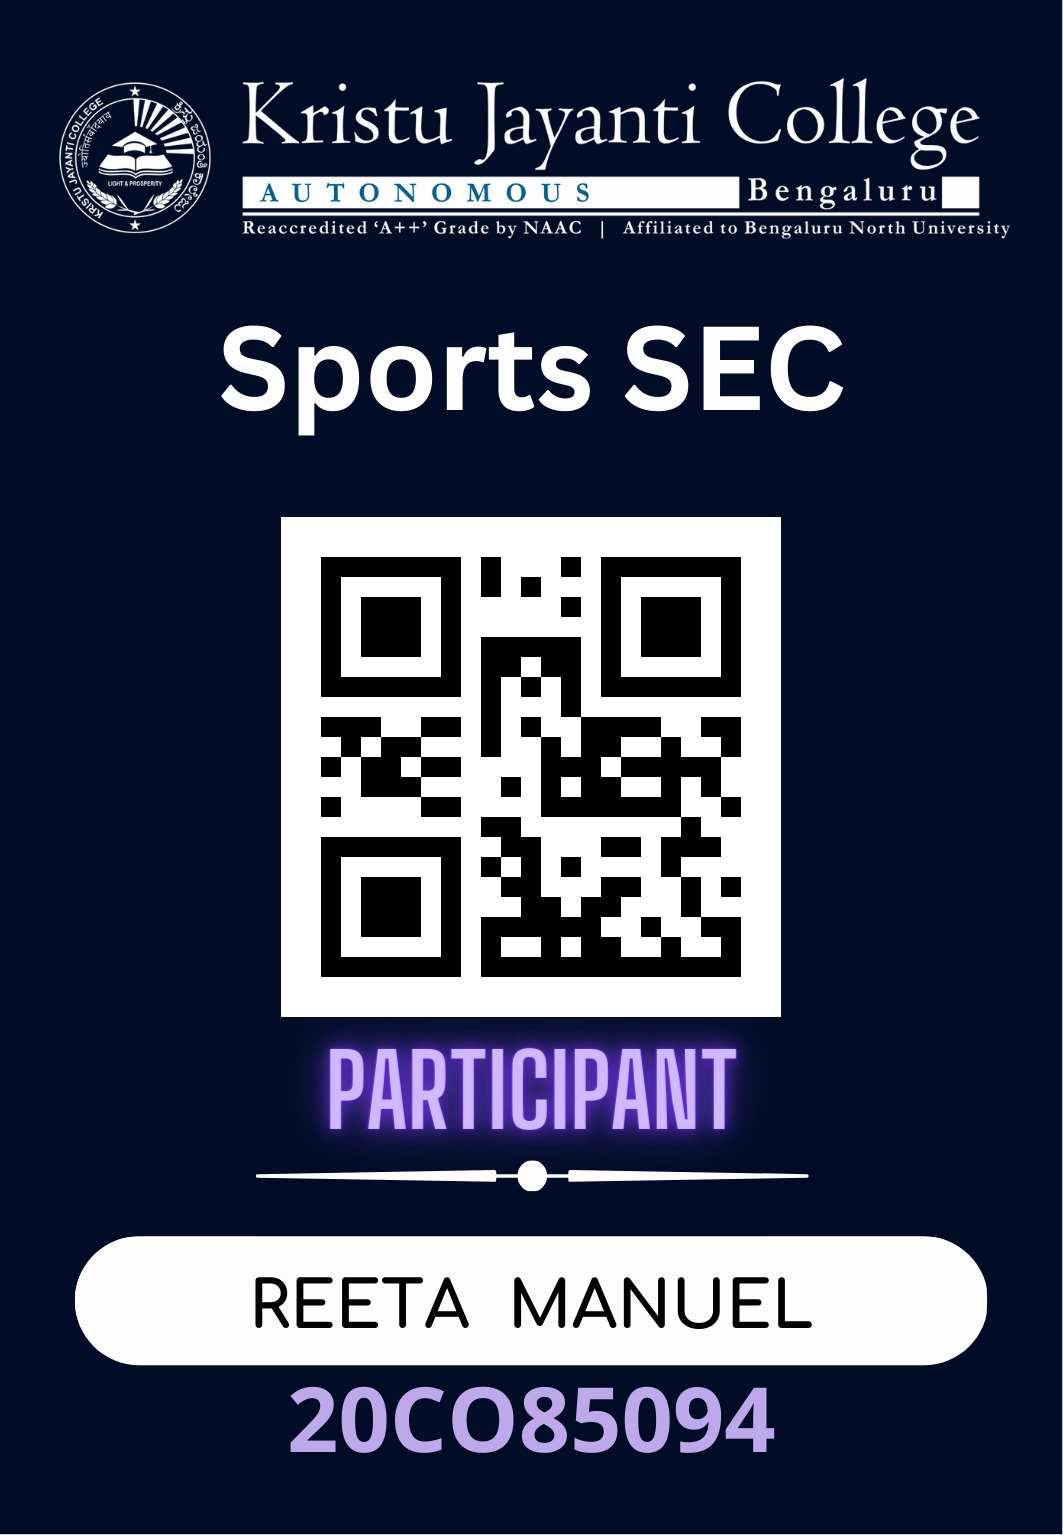 Kristu Jayanti College
AUTONOMOUS Bengaluru
Reaccredited ‘A++’ Grade by NAAC | Affiliated to Bengaluru North University
KRISTU JAYANTI COLLEGE
LIGHT & PROSPERITY
Sports SEC
PARTICIPANT
REETA MANUEL
20CO85094